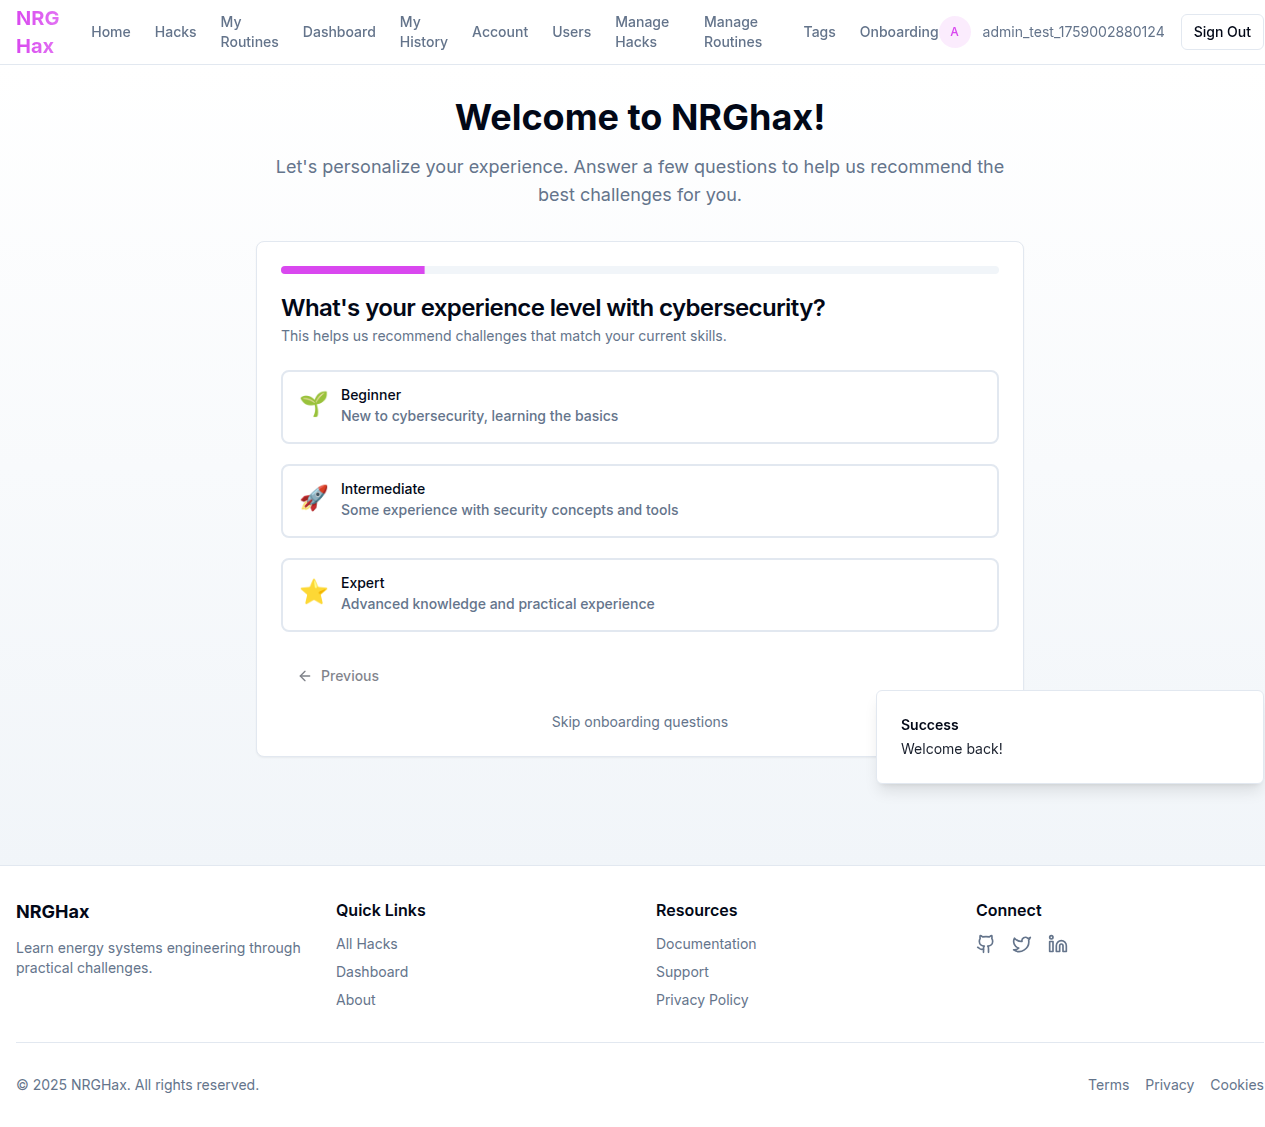 NRG
Hax
Home
Hacks
My
Routines
Dashboard
My
History
Account
Users
Manage
Hacks
Manage
Routines
Tags
Onboarding
A
admin_test_1759002880124
Sign Out
Welcome to NRGhax!
Let's personalize your experience. Answer a few questions to help us recommend the
best challenges for you.
What's your experience level with cybersecurity?
This helps us recommend challenges that match your current skills.
Beginner
New to cybersecurity, learning the basics
Intermediate
Some experience with security concepts and tools
Expert
Advanced knowledge and practical experience
Previous
Skip onboarding questions
Success
Welcome back!
NRGHax
Learn energy systems engineering through
practical challenges.
Quick Links
All Hacks
Dashboard
About
Resources
Documentation
Support
Privacy Policy
Connect
© 2025 NRGHax. All rights reserved.
Terms
Privacy
Cookies